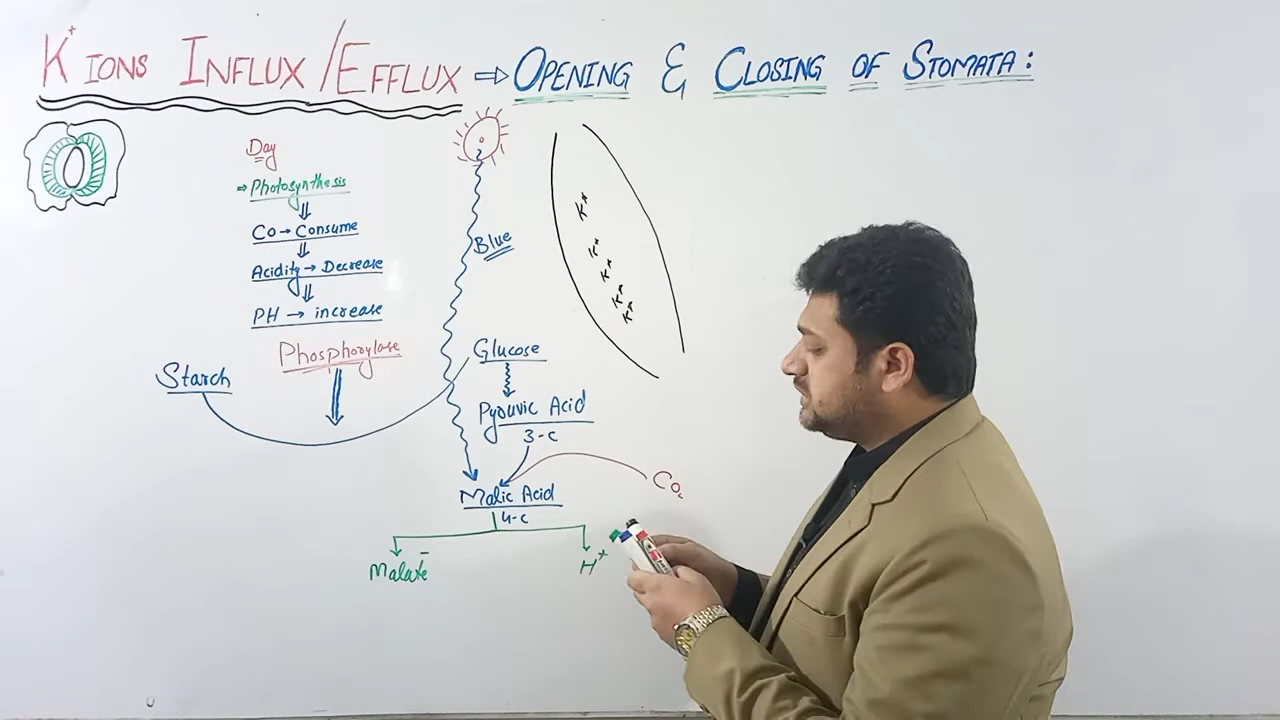 K+ IONS INFLUX/EFFLUX ⇒ OPENING & CLOSING OF STOMATA:
Day
⇒ Photosynthesis
⇓
Co → Consume
⇓
Acidity → Decrease
⇓
PH → increase
Blue
K+
K+
K+
K+
K+
Phosphorylase
Starch
Glucose
Pyruvic Acid
3-c
CO2
Malic Acid
4-c
Malate-
H+